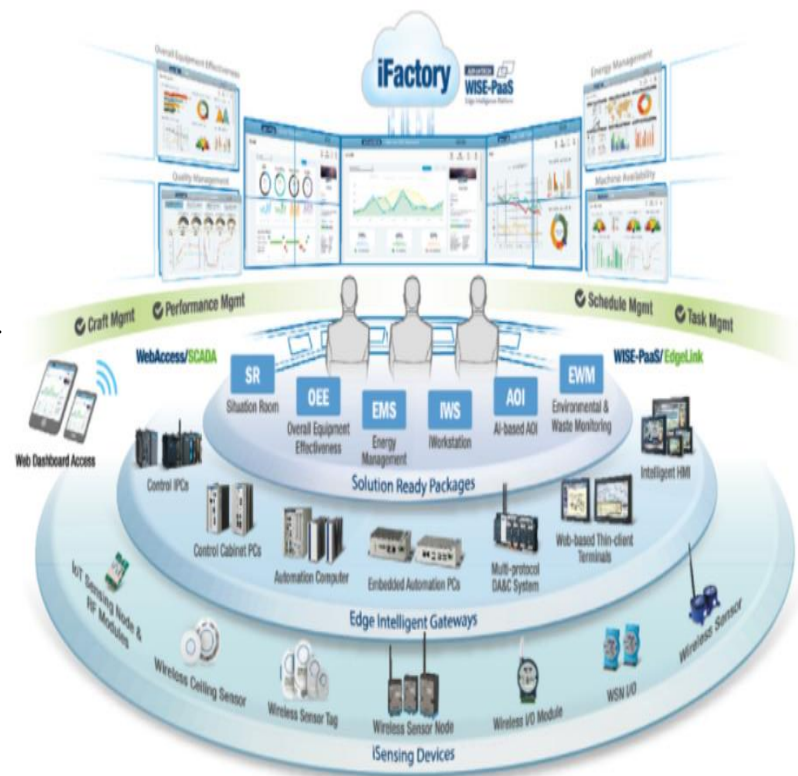 iFactory
ADVANTECH
WISE-PaaS
Edge Intelligence Platform
Overall Equipment Effectiveness
Energy Management
Quality Management
Machine Availability
Craft Mgmt
Performance Mgmt
Schedule Mgmt
Task Mgmt
WebAccess/SCADA
WISE-PaaS/EdgeLink
Web Dashboard Access
SR
Situation Room
OEE
Overall Equipment
Effectiveness
EMS
Energy
Management
IWS
iWorkstation
AOI
AI-based AOI
EWM
Environmental &
Waste Monitoring
Solution Ready Packages
Control IPCs
Control Cabinet PCs
Automation Computer
Embedded Automation PCs
Multi-protocol
DA&C System
Web-based Thin-client
Terminals
Intelligent HMI
Edge Intelligent Gateways
IoT Sensing Node &
RF Modules
Wireless Ceiling Sensor
Wireless Sensor Tag
Wireless Sensor Node
Wireless I/O Module
WSN I/O
Wireless Sensor
iSensing Devices